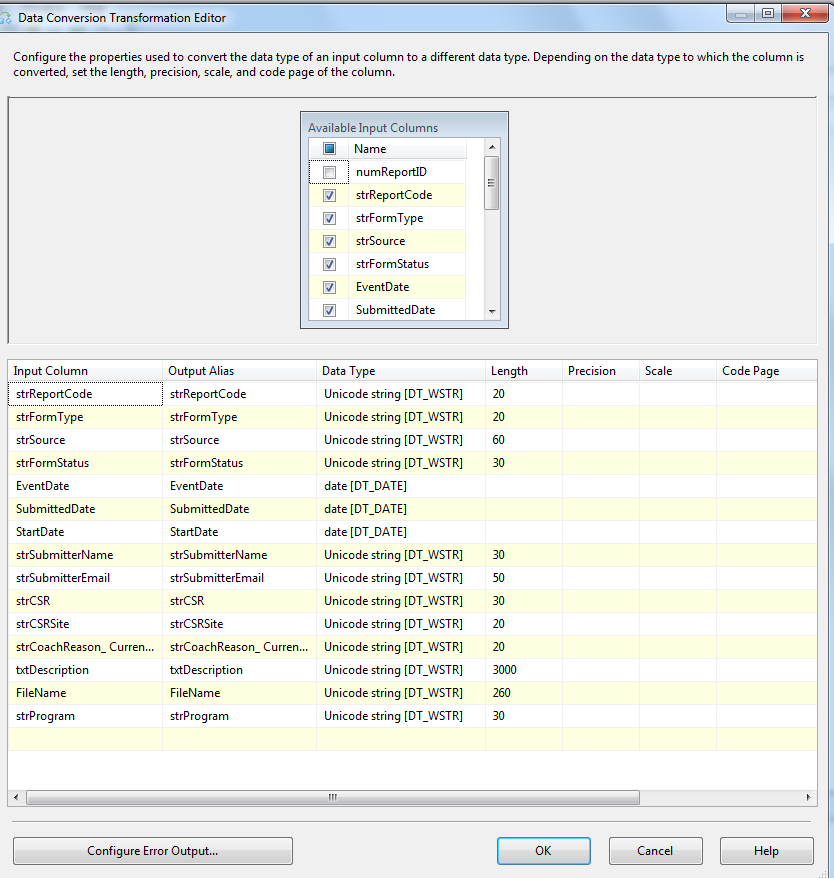 Data Conversion Transformation Editor
Configure the properties used to convert the data type of an input column to a different data type. Depending on the data type to which the column is
converted, set the length, precision, scale, and code page of the column.
Available Input Columns
Name
numReportID
strReportCode
strFormType
strSource
strFormStatus
EventDate
SubmittedDate
Input Column Output Alias Data Type Length Precision Scale Code Page
strReportCode strReportCode Unicode string [DT_WSTR] 20
strFormType strFormType Unicode string [DT_WSTR] 20
strSource strSource Unicode string [DT_WSTR] 60
strFormStatus strFormStatus Unicode string [DT_WSTR] 30
EventDate EventDate date [DT_DATE]
SubmittedDate SubmittedDate date [DT_DATE]
StartDate StartDate date [DT_DATE]
strSubmitterName strSubmitterName Unicode string [DT_WSTR] 30
strSubmitterEmail strSubmitterEmail Unicode string [DT_WSTR] 50
strCSR strCSR Unicode string [DT_WSTR] 30
strCSRSite strCSRSite Unicode string [DT_WSTR] 20
strCoachReason_ Curren... strCoachReason_ Curren... Unicode string [DT_WSTR] 20
txtDescription txtDescription Unicode string [DT_WSTR] 3000
FileName FileName Unicode string [DT_WSTR] 260
strProgram strProgram Unicode string [DT_WSTR] 30
Configure Error Output... OK Cancel Help